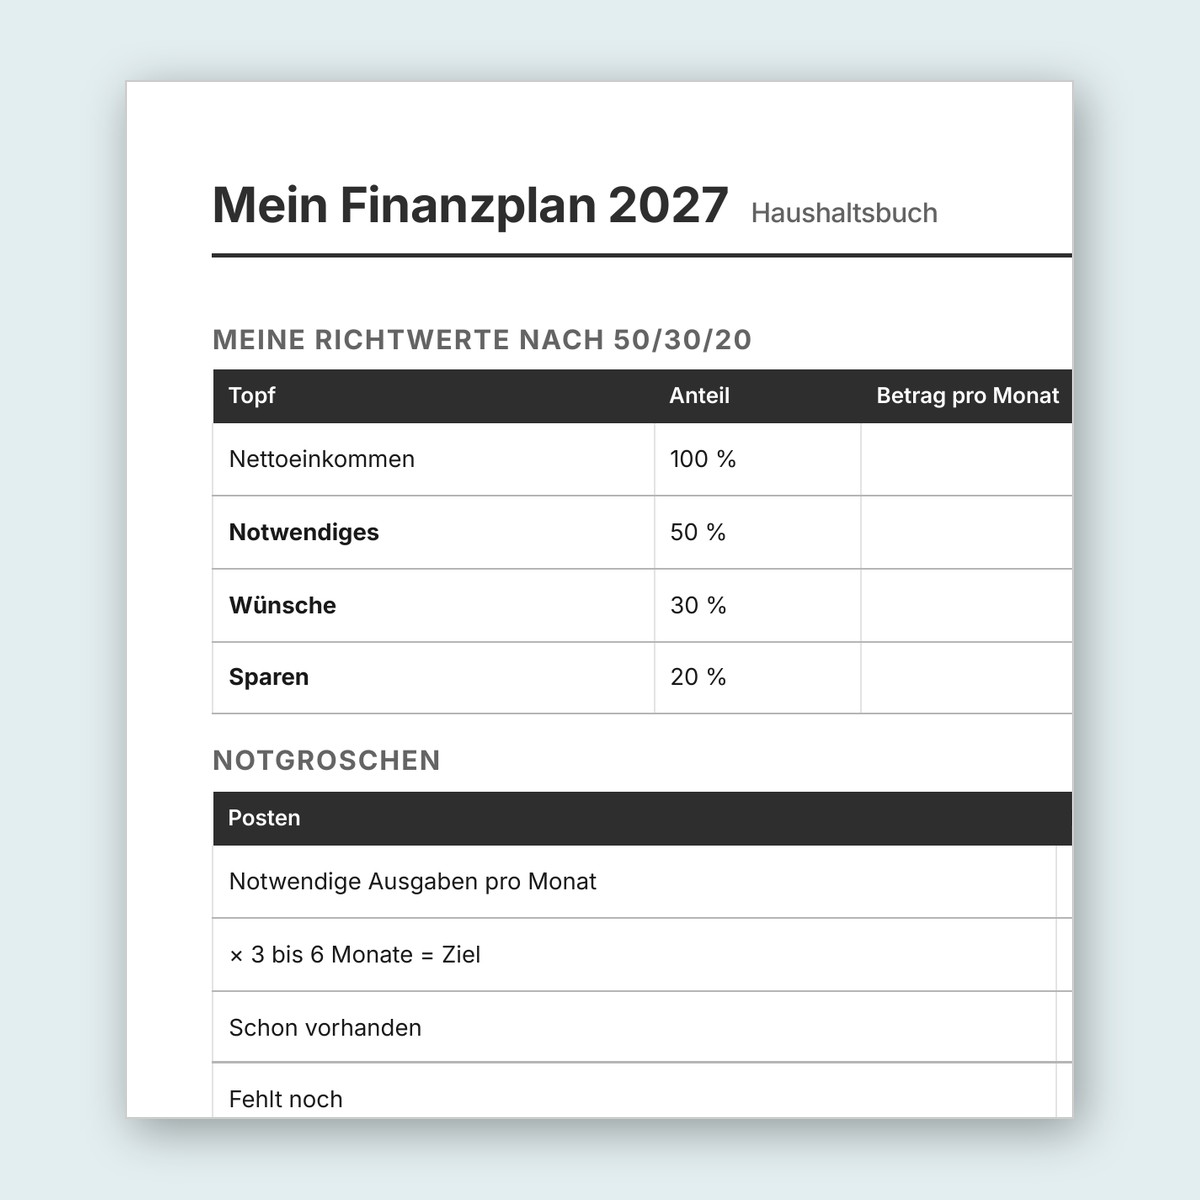 Mein Finanzplan 2027 Haushaltsbuch
MEINE RICHTWERTE NACH 50/30/20
Topf Anteil Betrag pro Monat
Nettoeinkommen 100 %
Notwendiges 50 %
Wünsche 30 %
Sparen 20 %
NOTGROSCHEN
Posten
Notwendige Ausgaben pro Monat
× 3 bis 6 Monate = Ziel
Schon vorhanden
Fehlt noch